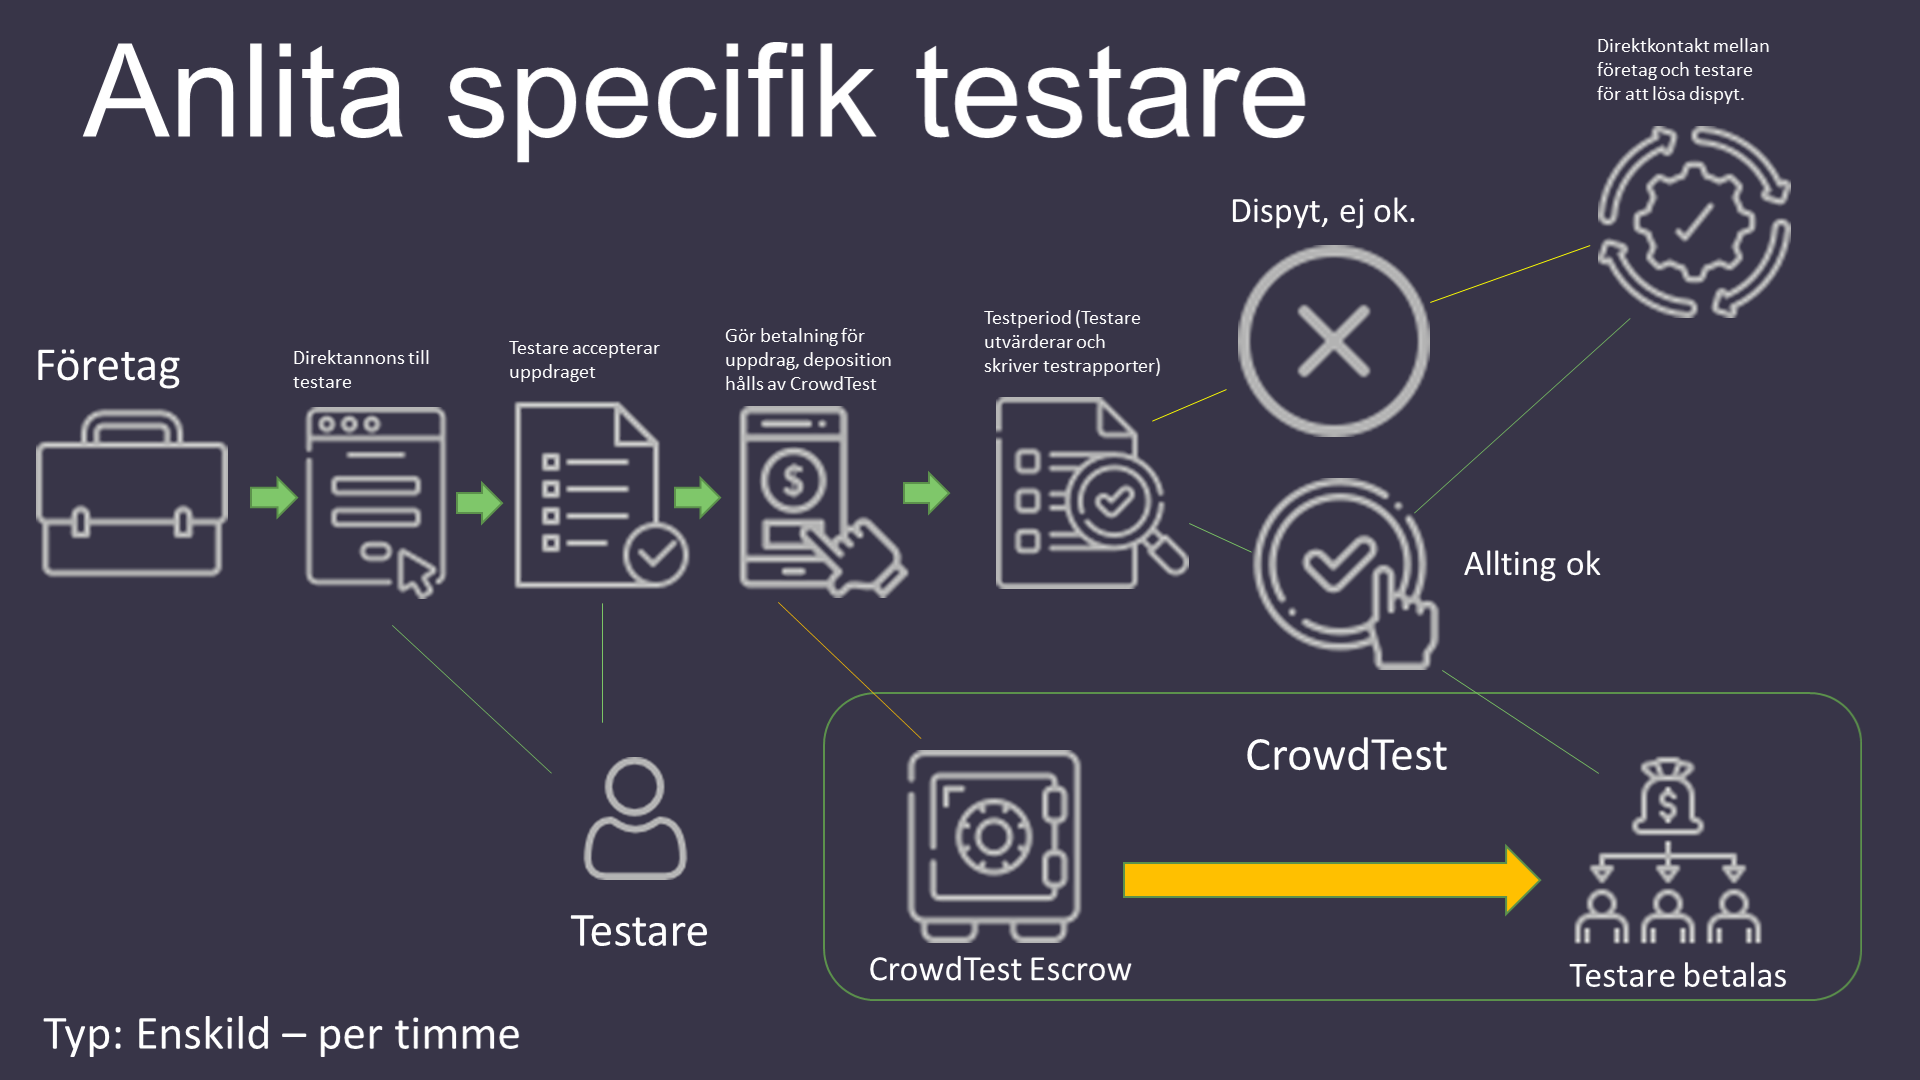 Anlita specifik testare
Direktkontakt mellan
företag och testare
för att lösa dispyt.
Dispyt, ej ok.
Företag
Direktannons till
testare
Testare accepterar
uppdraget
Gör betalning för
uppdrag, deposition
hålls av CrowdTest
Testperiod (Testare
utvärderar och
skriver testrapporter)
$
Allting ok
CrowdTest
$
Testare
CrowdTest Escrow
Testare betalas
Typ: Enskild – per timme